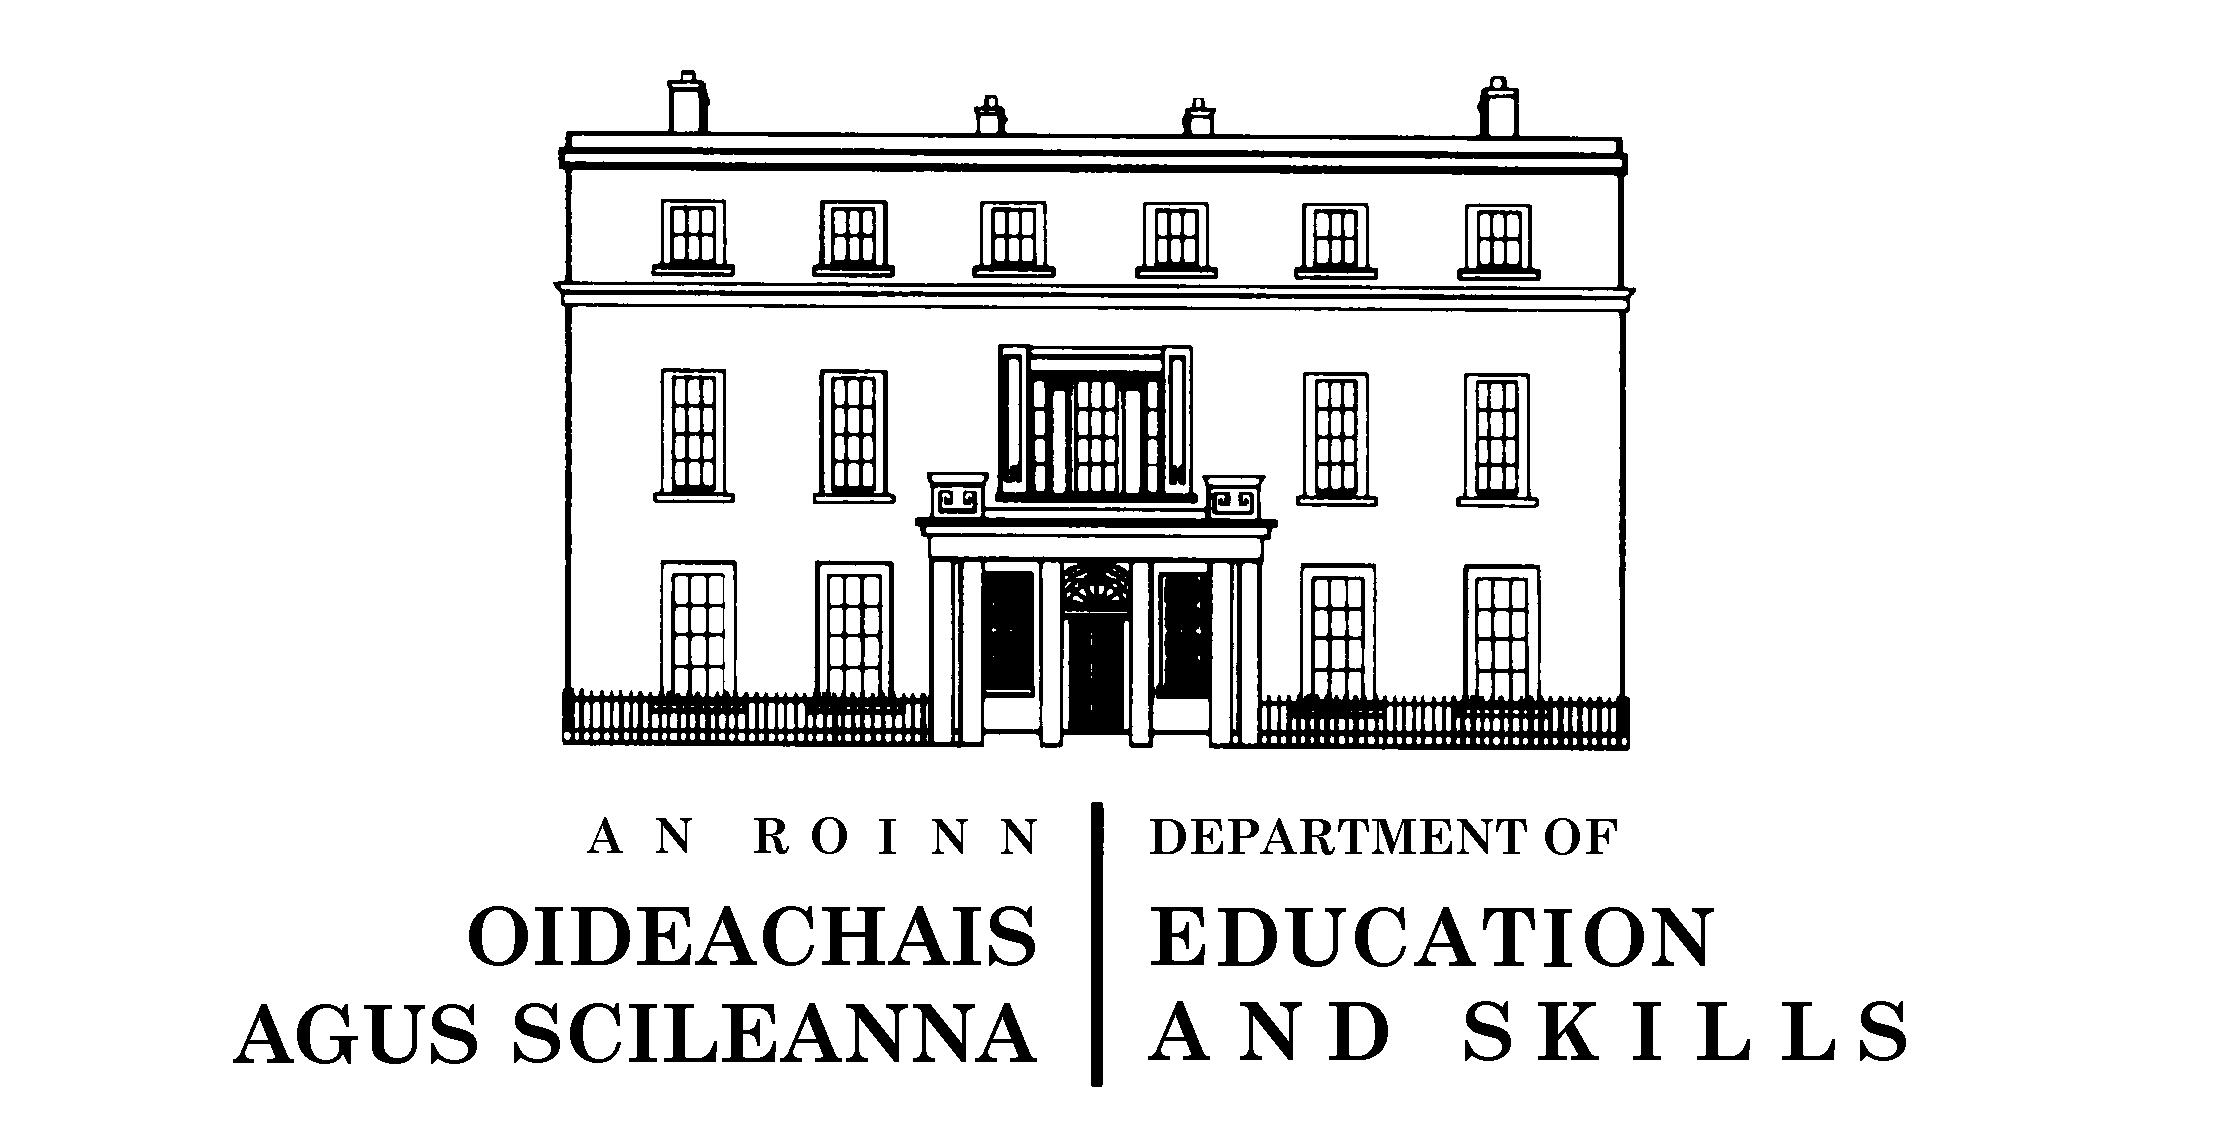 AN ROINN
OIDEACHAIS
AGUS SCILEANNA
DEPARTMENT OF
EDUCATION
AND SKILLS